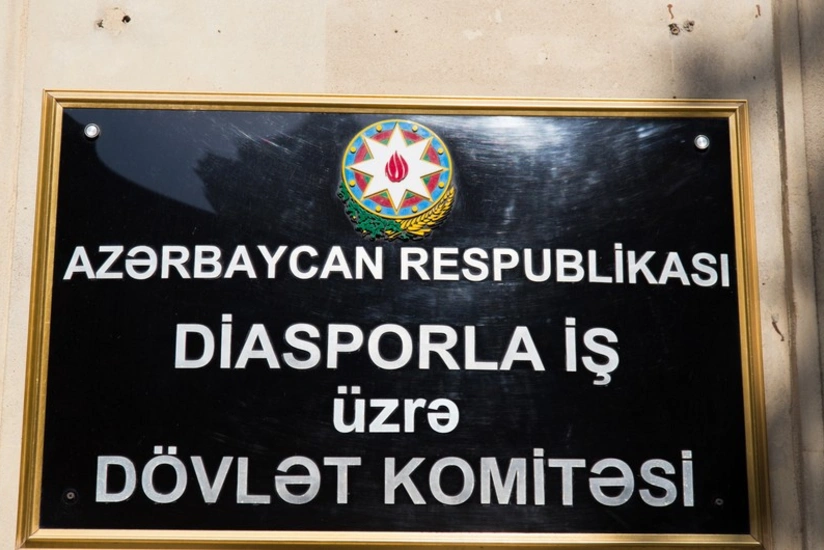 AZƏRBAYCAN RESPUBLİKASI
DİASPORLA İŞ
üzrə
DÖVLƏT KOMİTƏSİ